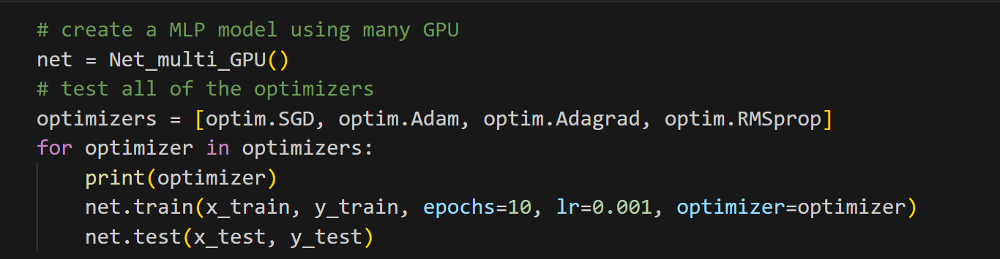 # create a MLP model using many GPU
net = Net_multi_GPU()
# test all of the optimizers
optimizers = [optim.SGD, optim.Adam, optim.Adagrad, optim.RMSprop]
for optimizer in optimizers:
    print(optimizer)
    net.train(x_train, y_train, epochs=10, lr=0.001, optimizer=optimizer)
    net.test(x_test, y_test)